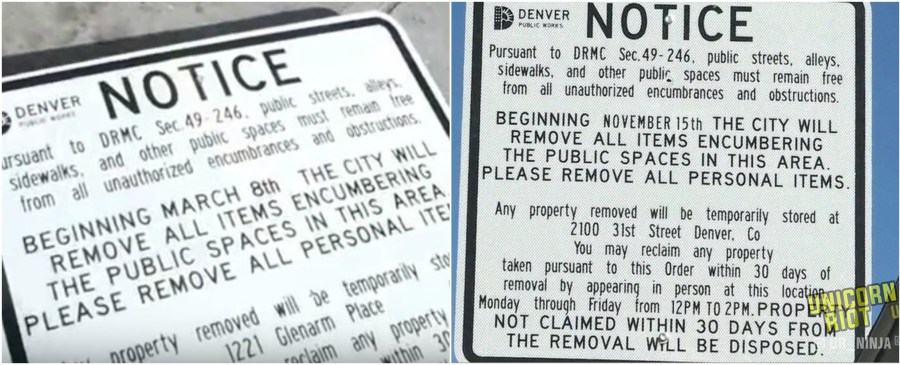 DENVER
PUBLIC WORKS
NOTICE
ursuant to DRMC Sec.49-246, public streets, alleys,
sidewalks, and other public spaces must remain free
from all unauthorized encumbrances and obstructions.
BEGINNING MARCH 8th THE CITY WILL
REMOVE ALL ITEMS ENCUMBERING
THE PUBLIC SPACES IN THIS AREA
PLEASE REMOVE ALL PERSONAL ITE
property removed will be temporarily sto
1221 Glenarm Place
reclaim any property
within 30
DENVER
PUBLIC WORKS
NOTICE
Pursuant to DRMC Sec.49-246, public streets, alleys,
sidewalks, and other public spaces must remain free
from all unauthorized encumbrances and obstructions.
BEGINNING NOVEMBER 15th THE CITY WILL
REMOVE ALL ITEMS ENCUMBERING
THE PUBLIC SPACES IN THIS AREA.
PLEASE REMOVE ALL PERSONAL ITEMS.
Any property removed will be temporarily stored at
2100 31st Street Denver, Co
You may reclaim any property
taken pursuant to this Order within 30 days of
removal by appearing in person at this location
Monday through Friday from 12PM TO 2PM. PROPE
NOT CLAIMED WITHIN 30 DAYS FROM
THE REMOVAL WILL BE DISPOSED.
UNICORN
RIOT
NINJA